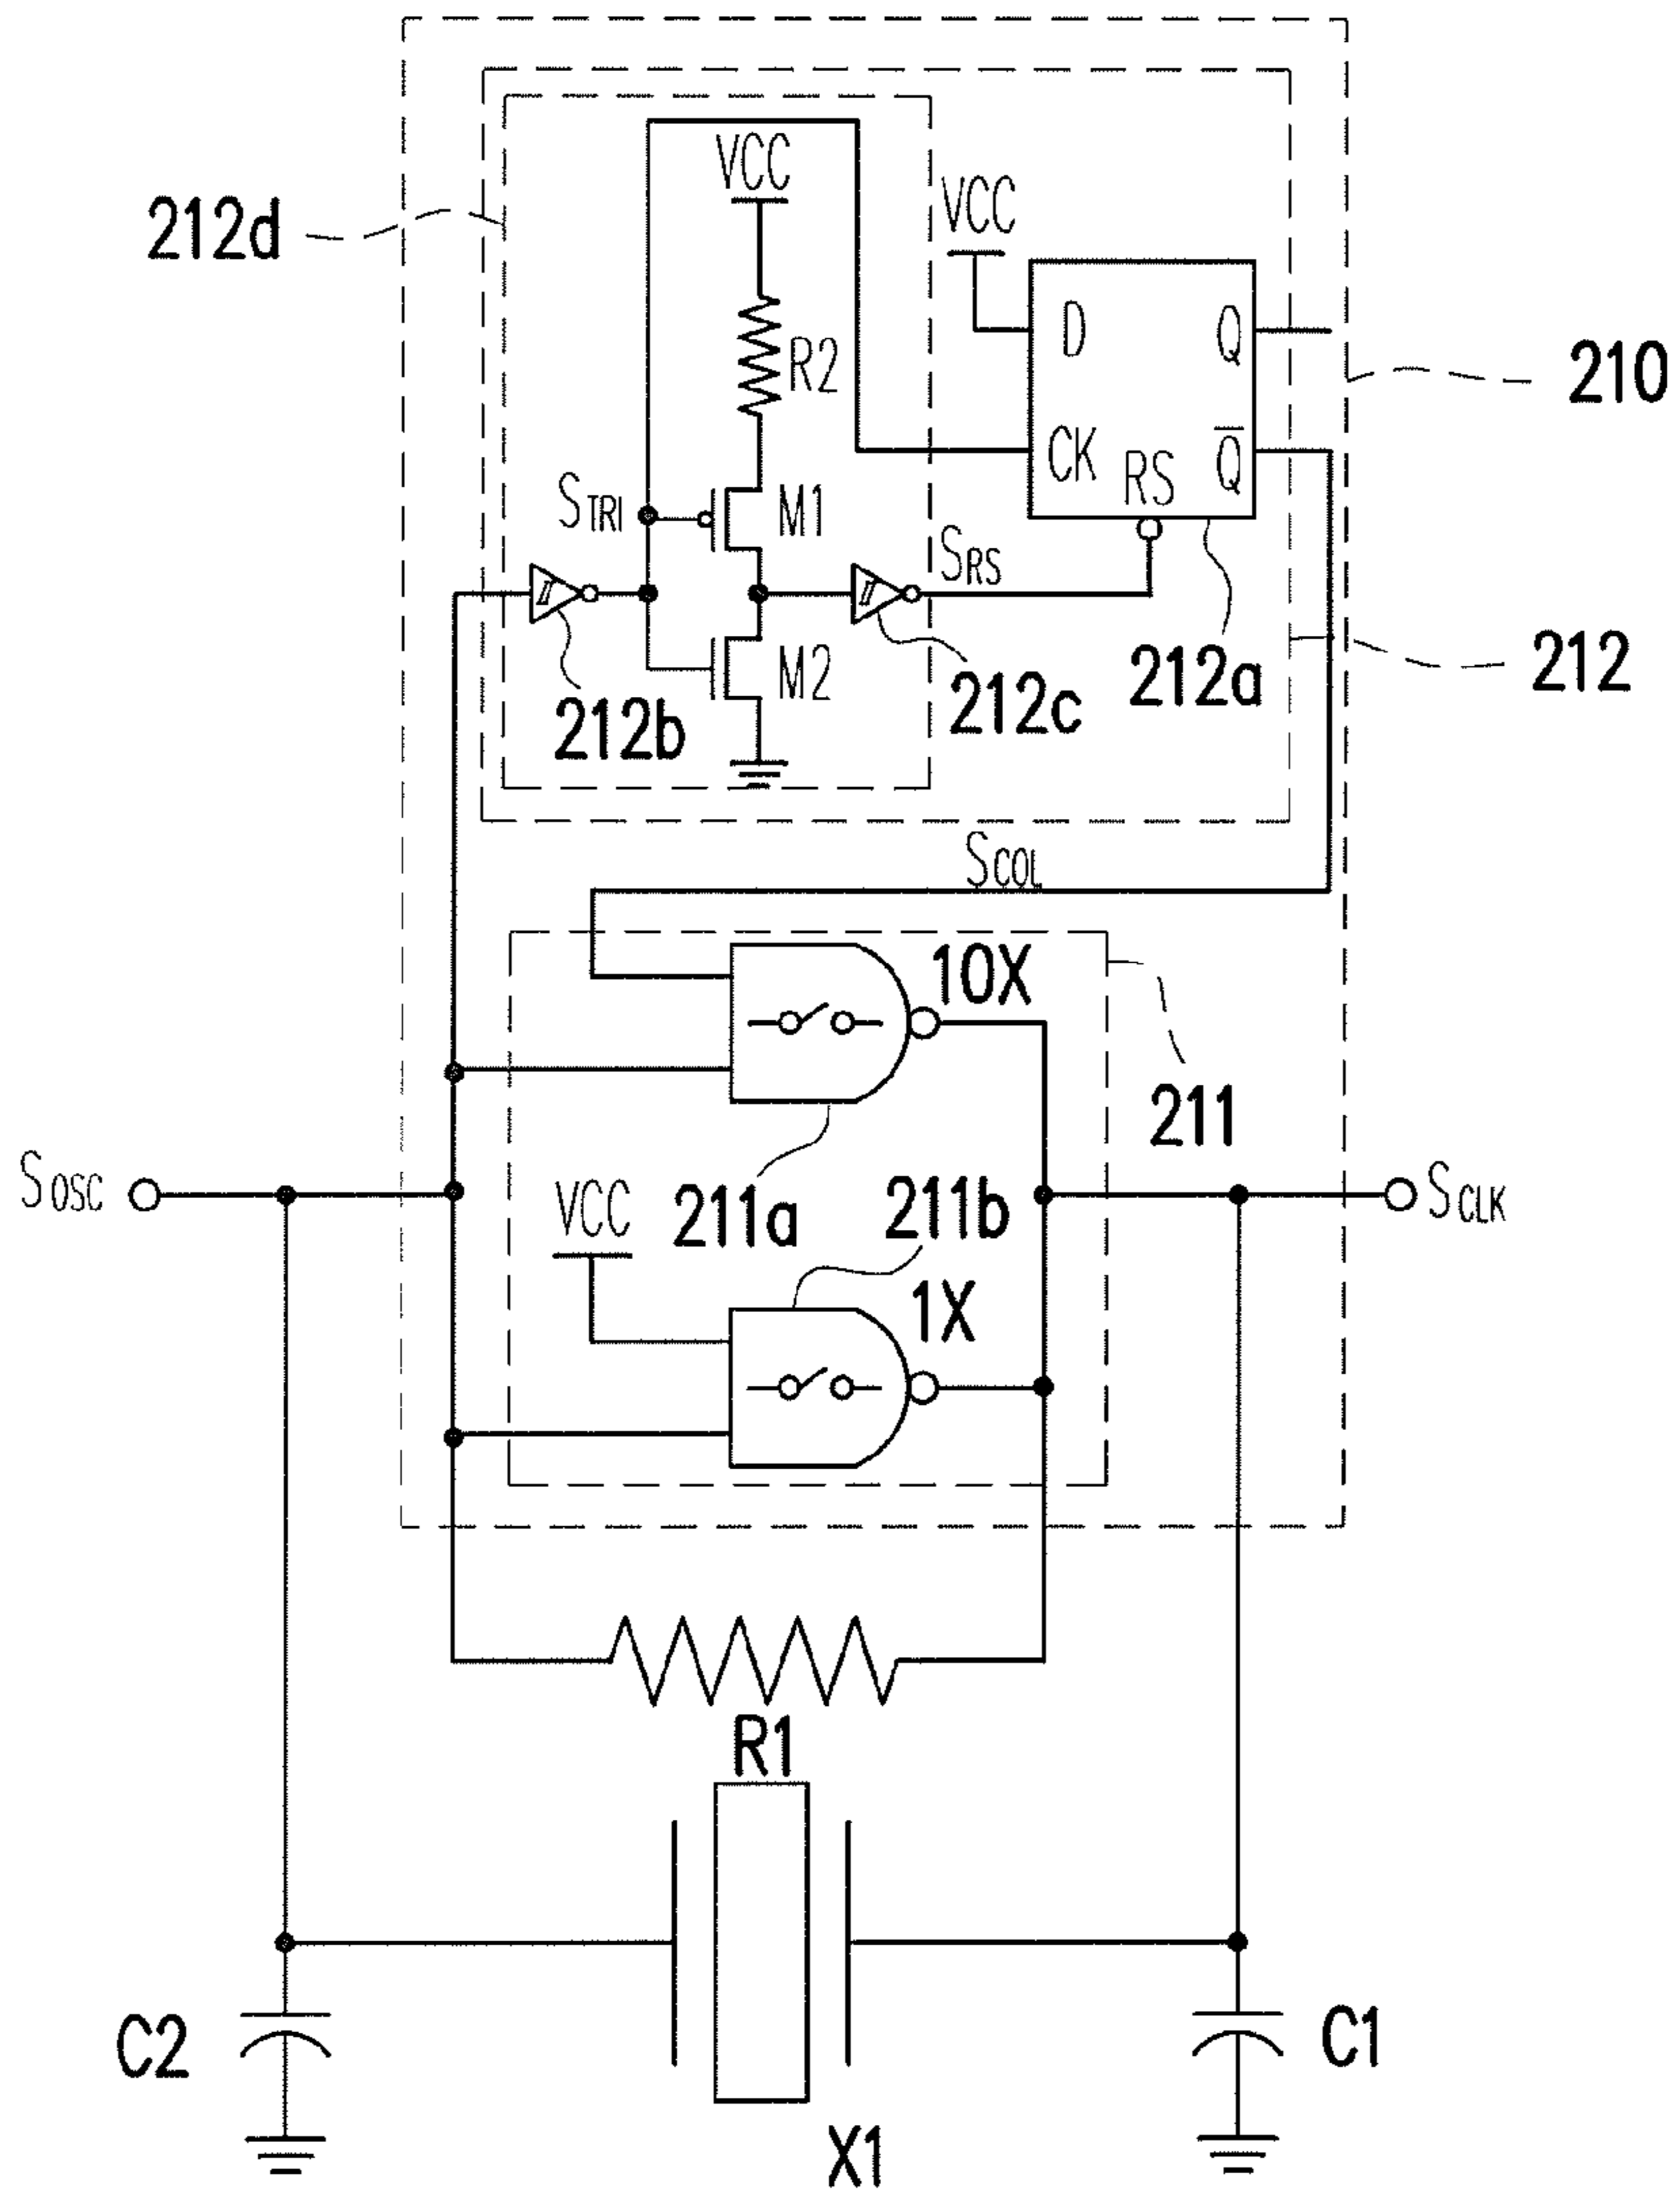 212d
VCC
VCC
D
Q
R2
210
CK
RS
Q̅
STRI
M1
SRS
212a
212
M2
212b
212c
SCOL
10X
211
SOSC
SCLK
VCC
211a
211b
1X
R1
C2
C1
X1